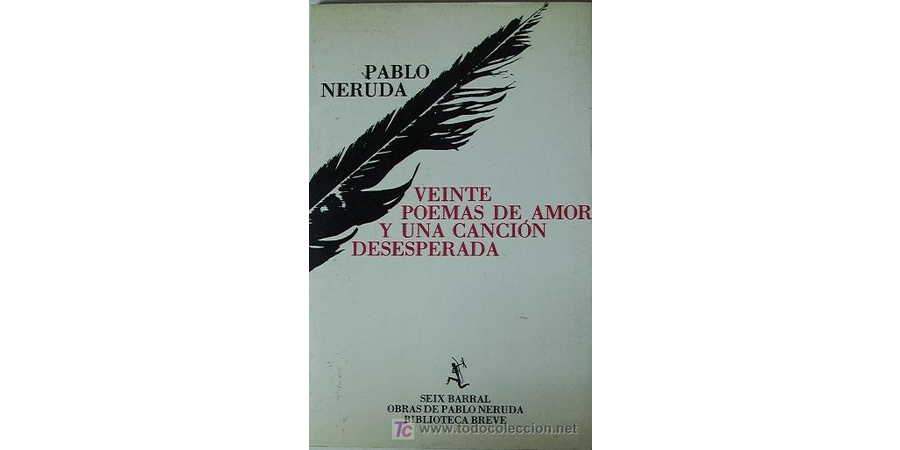 PABLO
NERUDA
VEINTE
POEMAS DE AMOR
Y UNA CANCIÓN
DESESPERADA
SEIX BARRAL
OBRAS DE PABLO NERUDA
BIBLIOTECA BREVE
TC www.todocoleccion.net